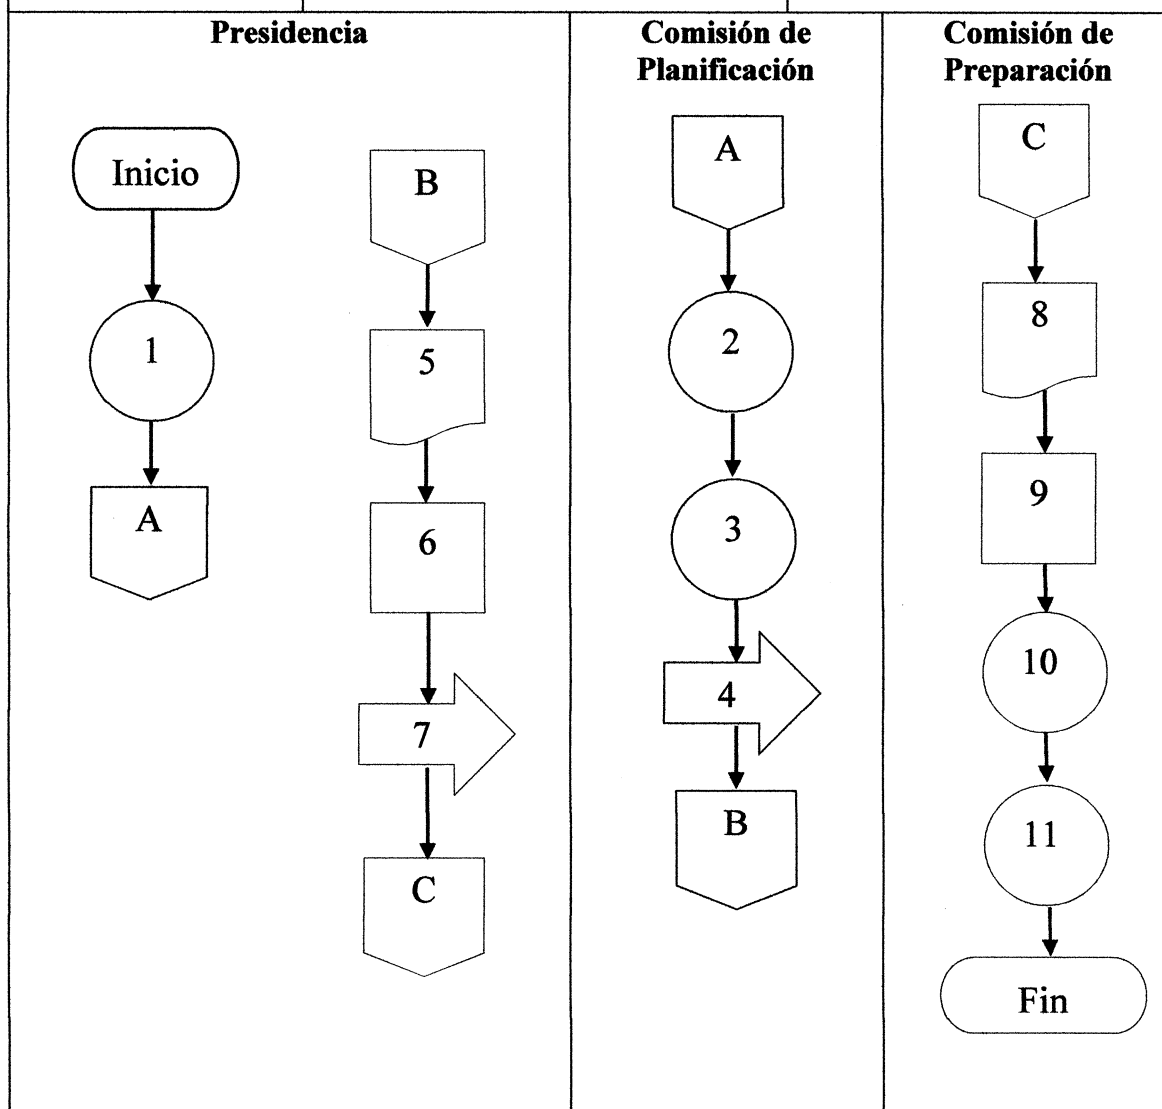 Presidencia
Inicio
1
A
B
5
6
7
C
Comisión de
Planificación
A
2
3
4
B
Comisión de
Preparación
C
8
9
10
11
Fin